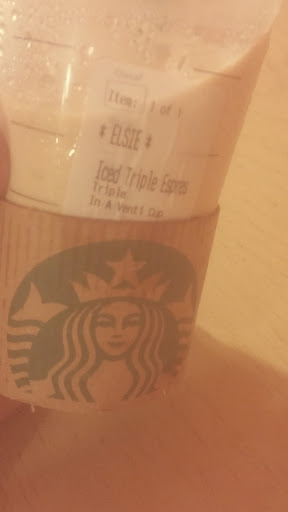 Item: 1 of 1
* ELSIE *
Iced Triple Espres
Triple
In A Venti Cup